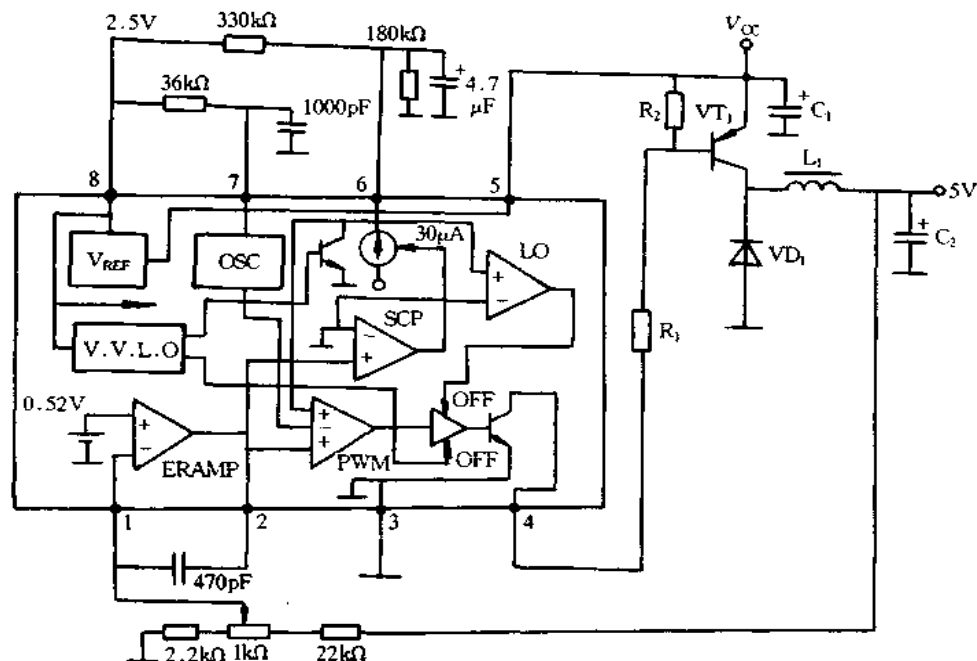 2.5V
330kΩ
180kΩ
4.7
μF
36kΩ
1000pF
V_CC
R₂
VT₁
C₁
L₁
5V
C₂
VD₁
R₃
8
7
6
5
V_REF
OSC
30μA
LO
+
−
SCP
−
+
V.V.L.O
0.52V
+
−
ERAMP
+
−
+
PWM
OFF
OFF
1
2
3
4
470pF
2.2kΩ
1kΩ
22kΩ